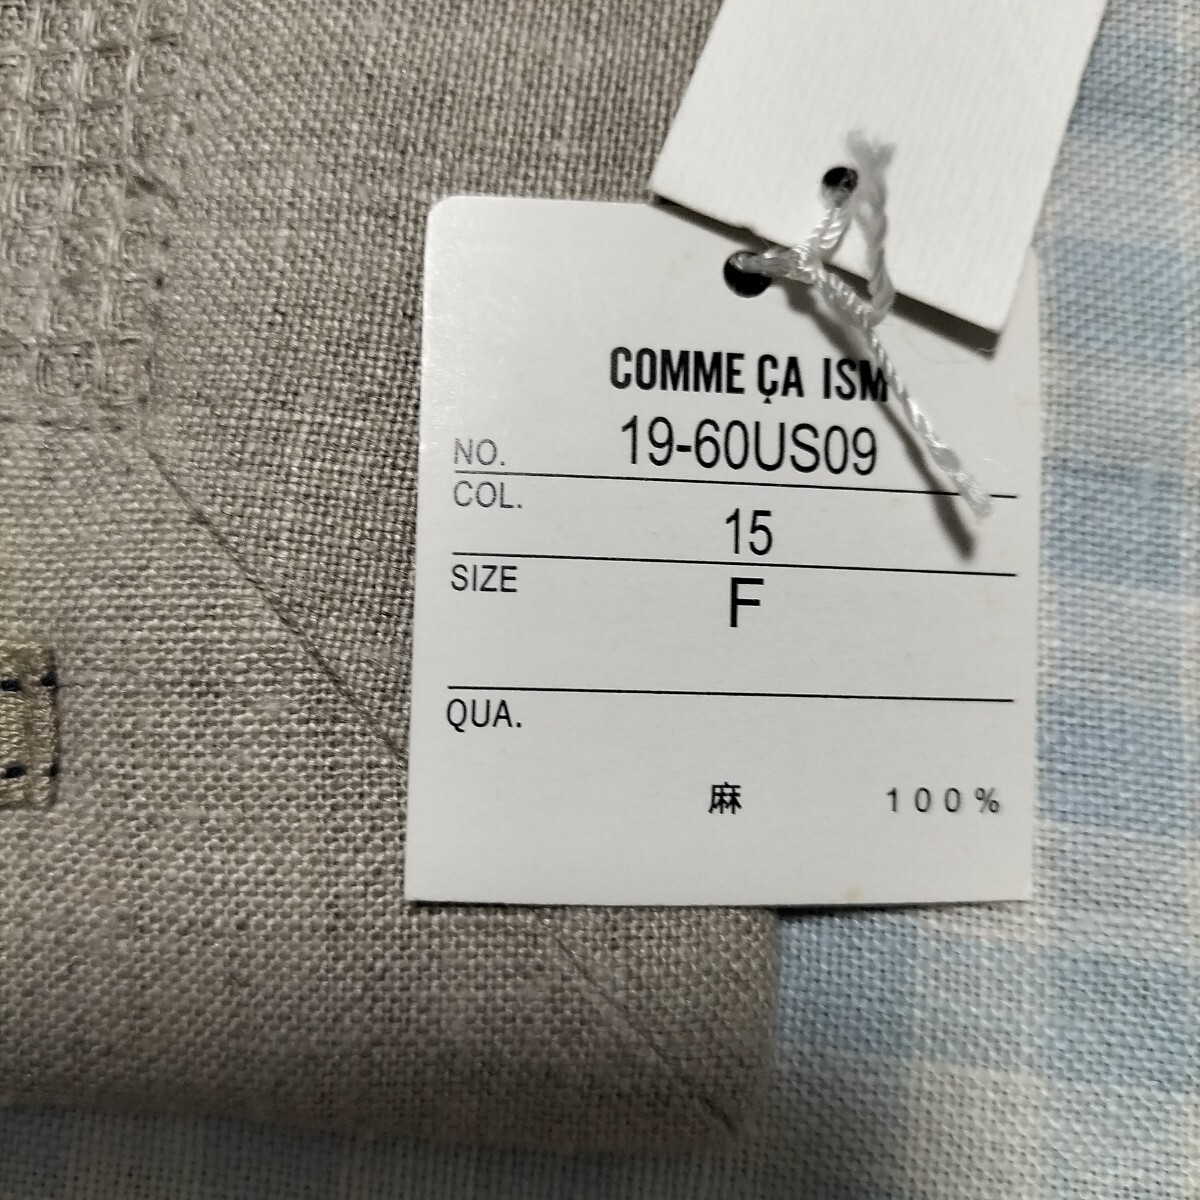 COMME ÇA ISM
NO. 19-60US09
COL. 15
SIZE F
QUA.
麻 100%